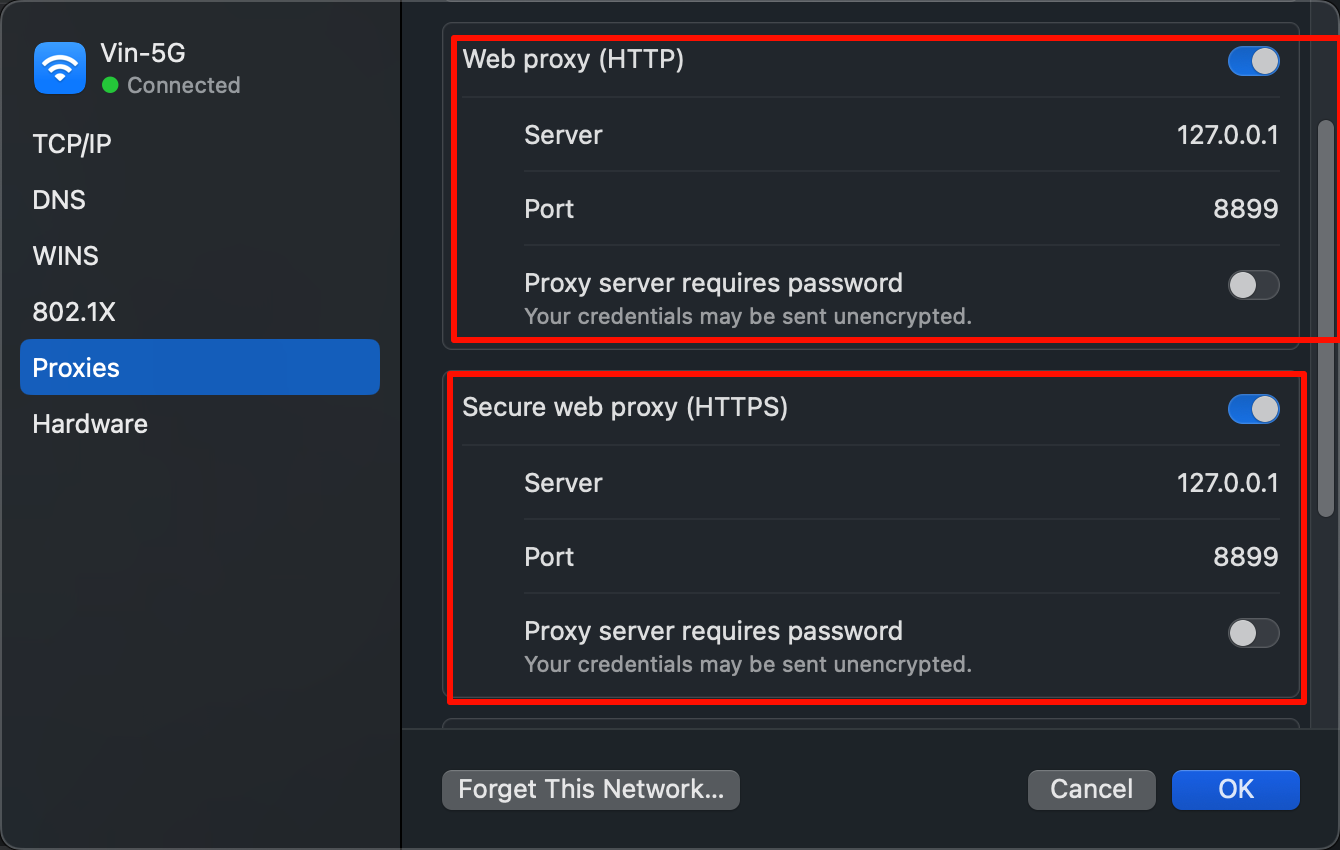 Vin-5G
Connected
TCP/IP
DNS
WINS
802.1X
Proxies
Hardware
Web proxy (HTTP)
Server 127.0.0.1
Port 8899
Proxy server requires password
Your credentials may be sent unencrypted.
Secure web proxy (HTTPS)
Server 127.0.0.1
Port 8899
Proxy server requires password
Your credentials may be sent unencrypted.
Forget This Network... Cancel OK